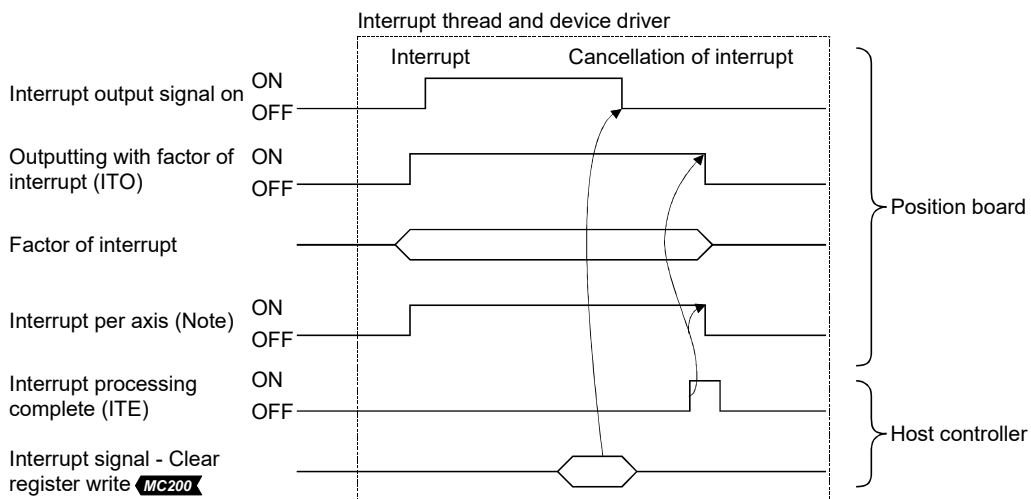 Interrupt thread and device driver
Interrupt
Cancellation of interrupt
Interrupt output signal on
ON
OFF
Outputting with factor of
interrupt (ITO)
ON
OFF
Factor of interrupt
Position board
Interrupt per axis (Note)
ON
OFF
Interrupt processing
complete (ITE)
ON
OFF
Host controller
Interrupt signal - Clear
register write MC200